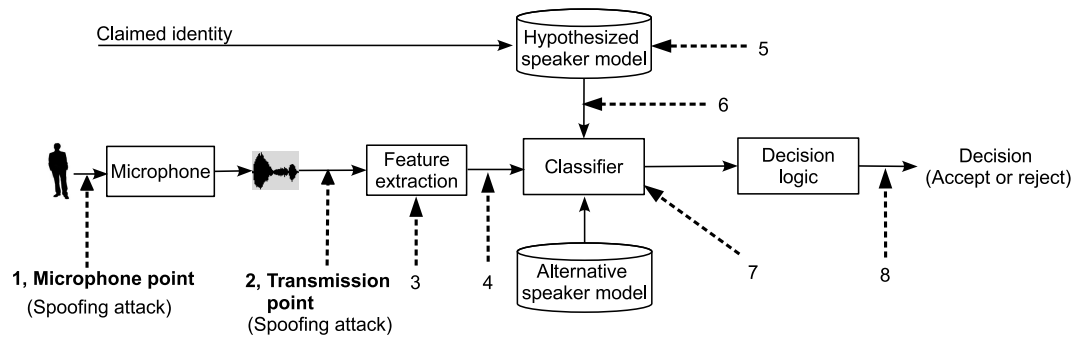 Claimed identity
Hypothesized
speaker model
5
6
Microphone
Feature
extraction
Classifier
Decision
logic
Decision
(Accept or reject)
1, Microphone point
(Spoofing attack)
2, Transmission
point
(Spoofing attack)
3
4
Alternative
speaker model
7
8